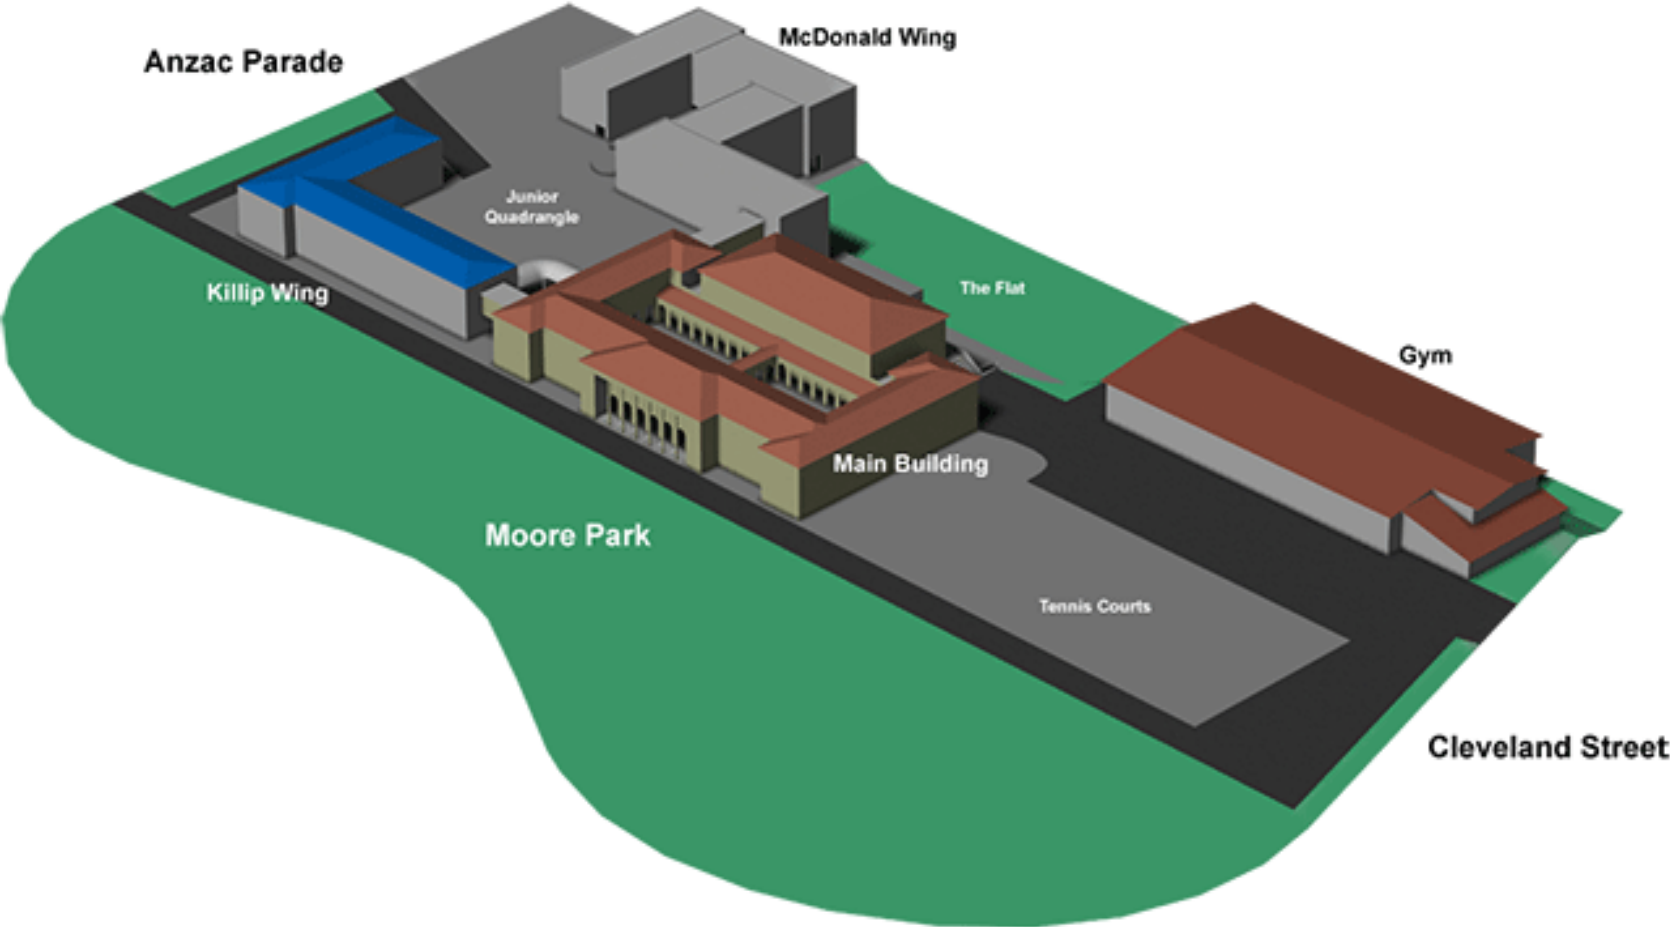 McDonald Wing
Anzac Parade
Junior
Quadrangle
Killip Wing
The Flat
Gym
Main Building
Moore Park
Tennis Courts
Cleveland Street